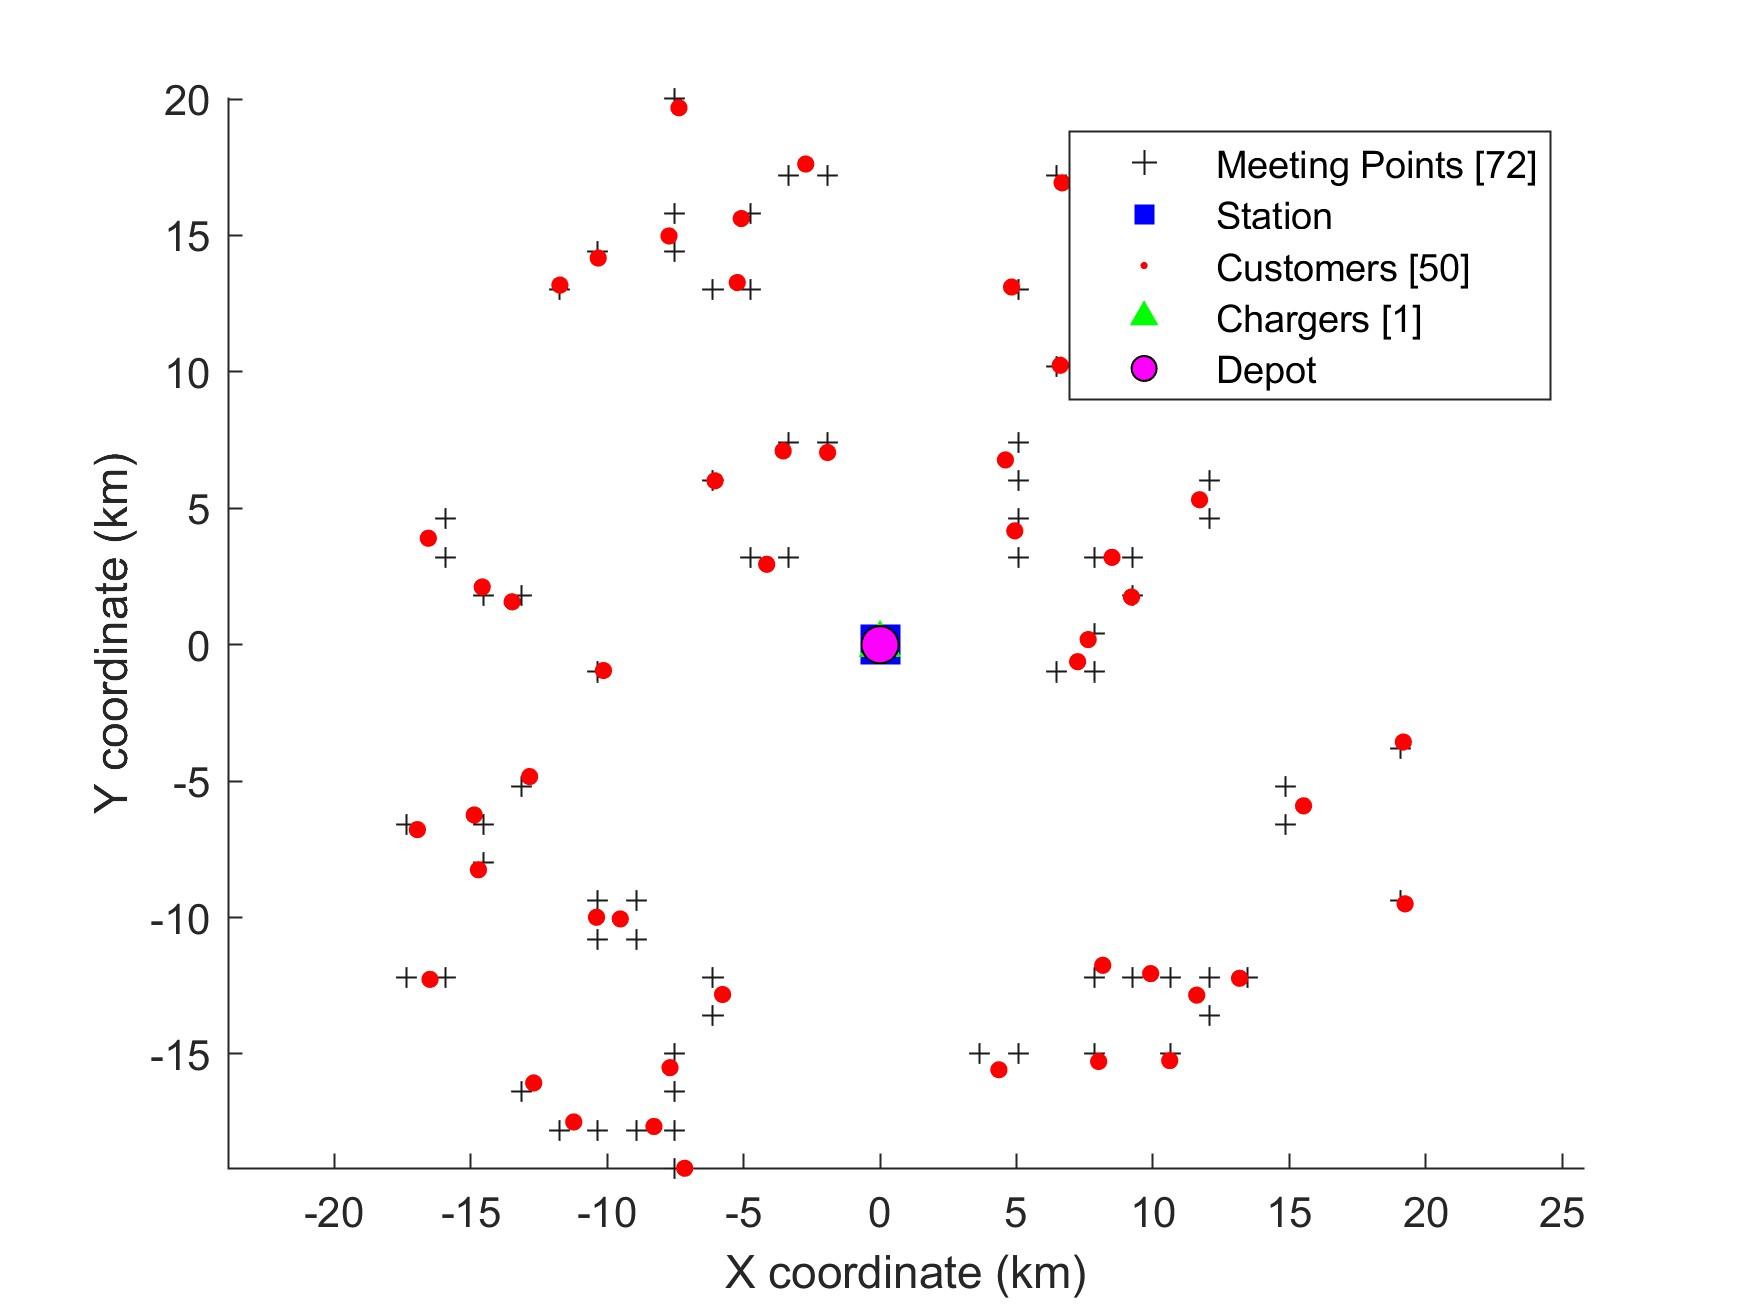 20
15
10
5
0
-5
-10
-15
Y coordinate (km)
Meeting Points [72]
Station
Customers [50]
Chargers [1]
Depot
-20 -15 -10 -5 0 5 10 15 20 25
X coordinate (km)